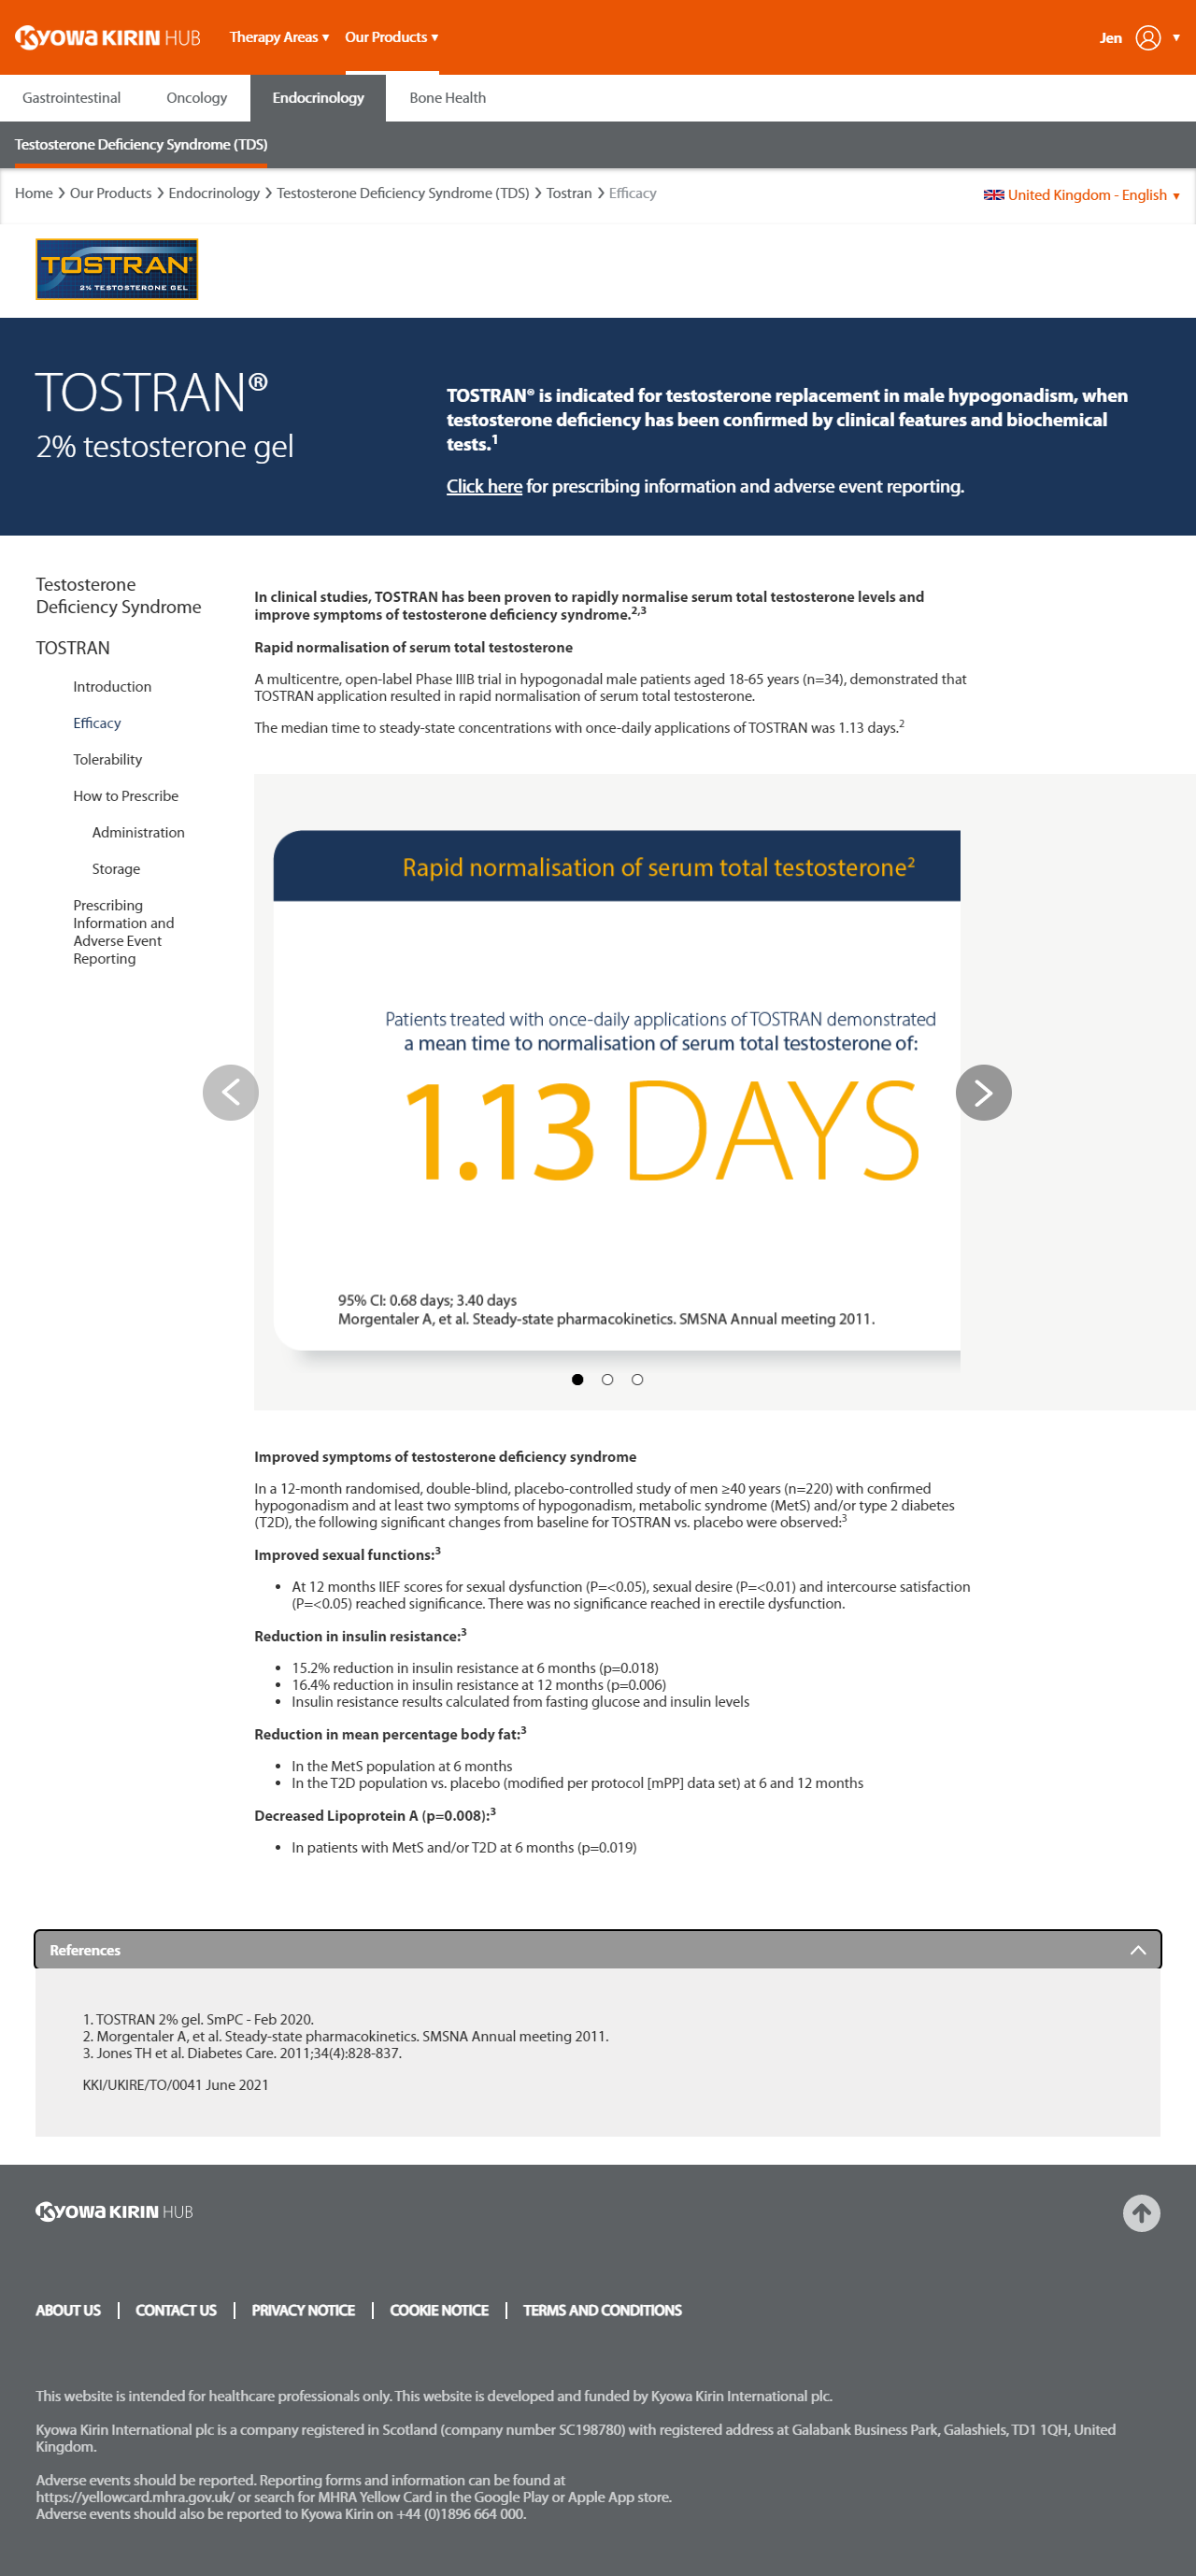 KYOWA KIRIN HUB
Therapy Areas ▼
Our Products ▼
Jen ▼
Gastrointestinal
Oncology
Endocrinology
Bone Health
Testosterone Deficiency Syndrome (TDS)
Home > Our Products > Endocrinology > Testosterone Deficiency Syndrome (TDS) > Tostran > Efficacy
United Kingdom - English ▼
TOSTRAN®
2% TESTOSTERONE GEL
TOSTRAN®
2% testosterone gel
TOSTRAN® is indicated for testosterone replacement in male hypogonadism, when
testosterone deficiency has been confirmed by clinical features and biochemical
tests.1
Click here for prescribing information and adverse event reporting.
Testosterone
Deficiency Syndrome
TOSTRAN
Introduction
Efficacy
Tolerability
How to Prescribe
Administration
Storage
Prescribing
Information and
Adverse Event
Reporting
In clinical studies, TOSTRAN has been proven to rapidly normalise serum total testosterone levels and
improve symptoms of testosterone deficiency syndrome.2,3
Rapid normalisation of serum total testosterone
A multicentre, open-label Phase IIIB trial in hypogonadal male patients aged 18-65 years (n=34), demonstrated that
TOSTRAN application resulted in rapid normalisation of serum total testosterone.
The median time to steady-state concentrations with once-daily applications of TOSTRAN was 1.13 days.2
Rapid normalisation of serum total testosterone2
Patients treated with once-daily applications of TOSTRAN demonstrated
a mean time to normalisation of serum total testosterone of:
1.13 DAYS
95% CI: 0.68 days; 3.40 days
Morgentaler A, et al. Steady-state pharmacokinetics. SMSNA Annual meeting 2011.
Improved symptoms of testosterone deficiency syndrome
In a 12-month randomised, double-blind, placebo-controlled study of men ≥40 years (n=220) with confirmed
hypogonadism and at least two symptoms of hypogonadism, metabolic syndrome (MetS) and/or type 2 diabetes
(T2D), the following significant changes from baseline for TOSTRAN vs. placebo were observed:3
Improved sexual functions:3
• At 12 months IIEF scores for sexual dysfunction (P=<0.05), sexual desire (P=<0.01) and intercourse satisfaction
(P=<0.05) reached significance. There was no significance reached in erectile dysfunction.
Reduction in insulin resistance:3
• 15.2% reduction in insulin resistance at 6 months (p=0.018)
• 16.4% reduction in insulin resistance at 12 months (p=0.006)
• Insulin resistance results calculated from fasting glucose and insulin levels
Reduction in mean percentage body fat:3
• In the MetS population at 6 months
• In the T2D population vs. placebo (modified per protocol [mPP] data set) at 6 and 12 months
Decreased Lipoprotein A (p=0.008):3
• In patients with MetS and/or T2D at 6 months (p=0.019)
References
1. TOSTRAN 2% gel. SmPC - Feb 2020.
2. Morgentaler A, et al. Steady-state pharmacokinetics. SMSNA Annual meeting 2011.
3. Jones TH et al. Diabetes Care. 2011;34(4):828-837.
KKI/UKIRE/TO/0041 June 2021
KYOWA KIRIN HUB
ABOUT US | CONTACT US | PRIVACY NOTICE | COOKIE NOTICE | TERMS AND CONDITIONS
This website is intended for healthcare professionals only. This website is developed and funded by Kyowa Kirin International plc.
Kyowa Kirin International plc is a company registered in Scotland (company number SC198780) with registered address at Galabank Business Park, Galashiels, TD1 1QH, United
Kingdom.
Adverse events should be reported. Reporting forms and information can be found at
https://yellowcard.mhra.gov.uk/ or search for MHRA Yellow Card in the Google Play or Apple App store.
Adverse events should also be reported to Kyowa Kirin on +44 (0)1896 664 000.